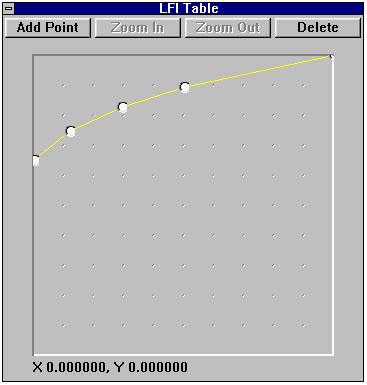 LFI Table
Add Point Zoom In Zoom Out Delete
X 0.000000, Y 0.000000